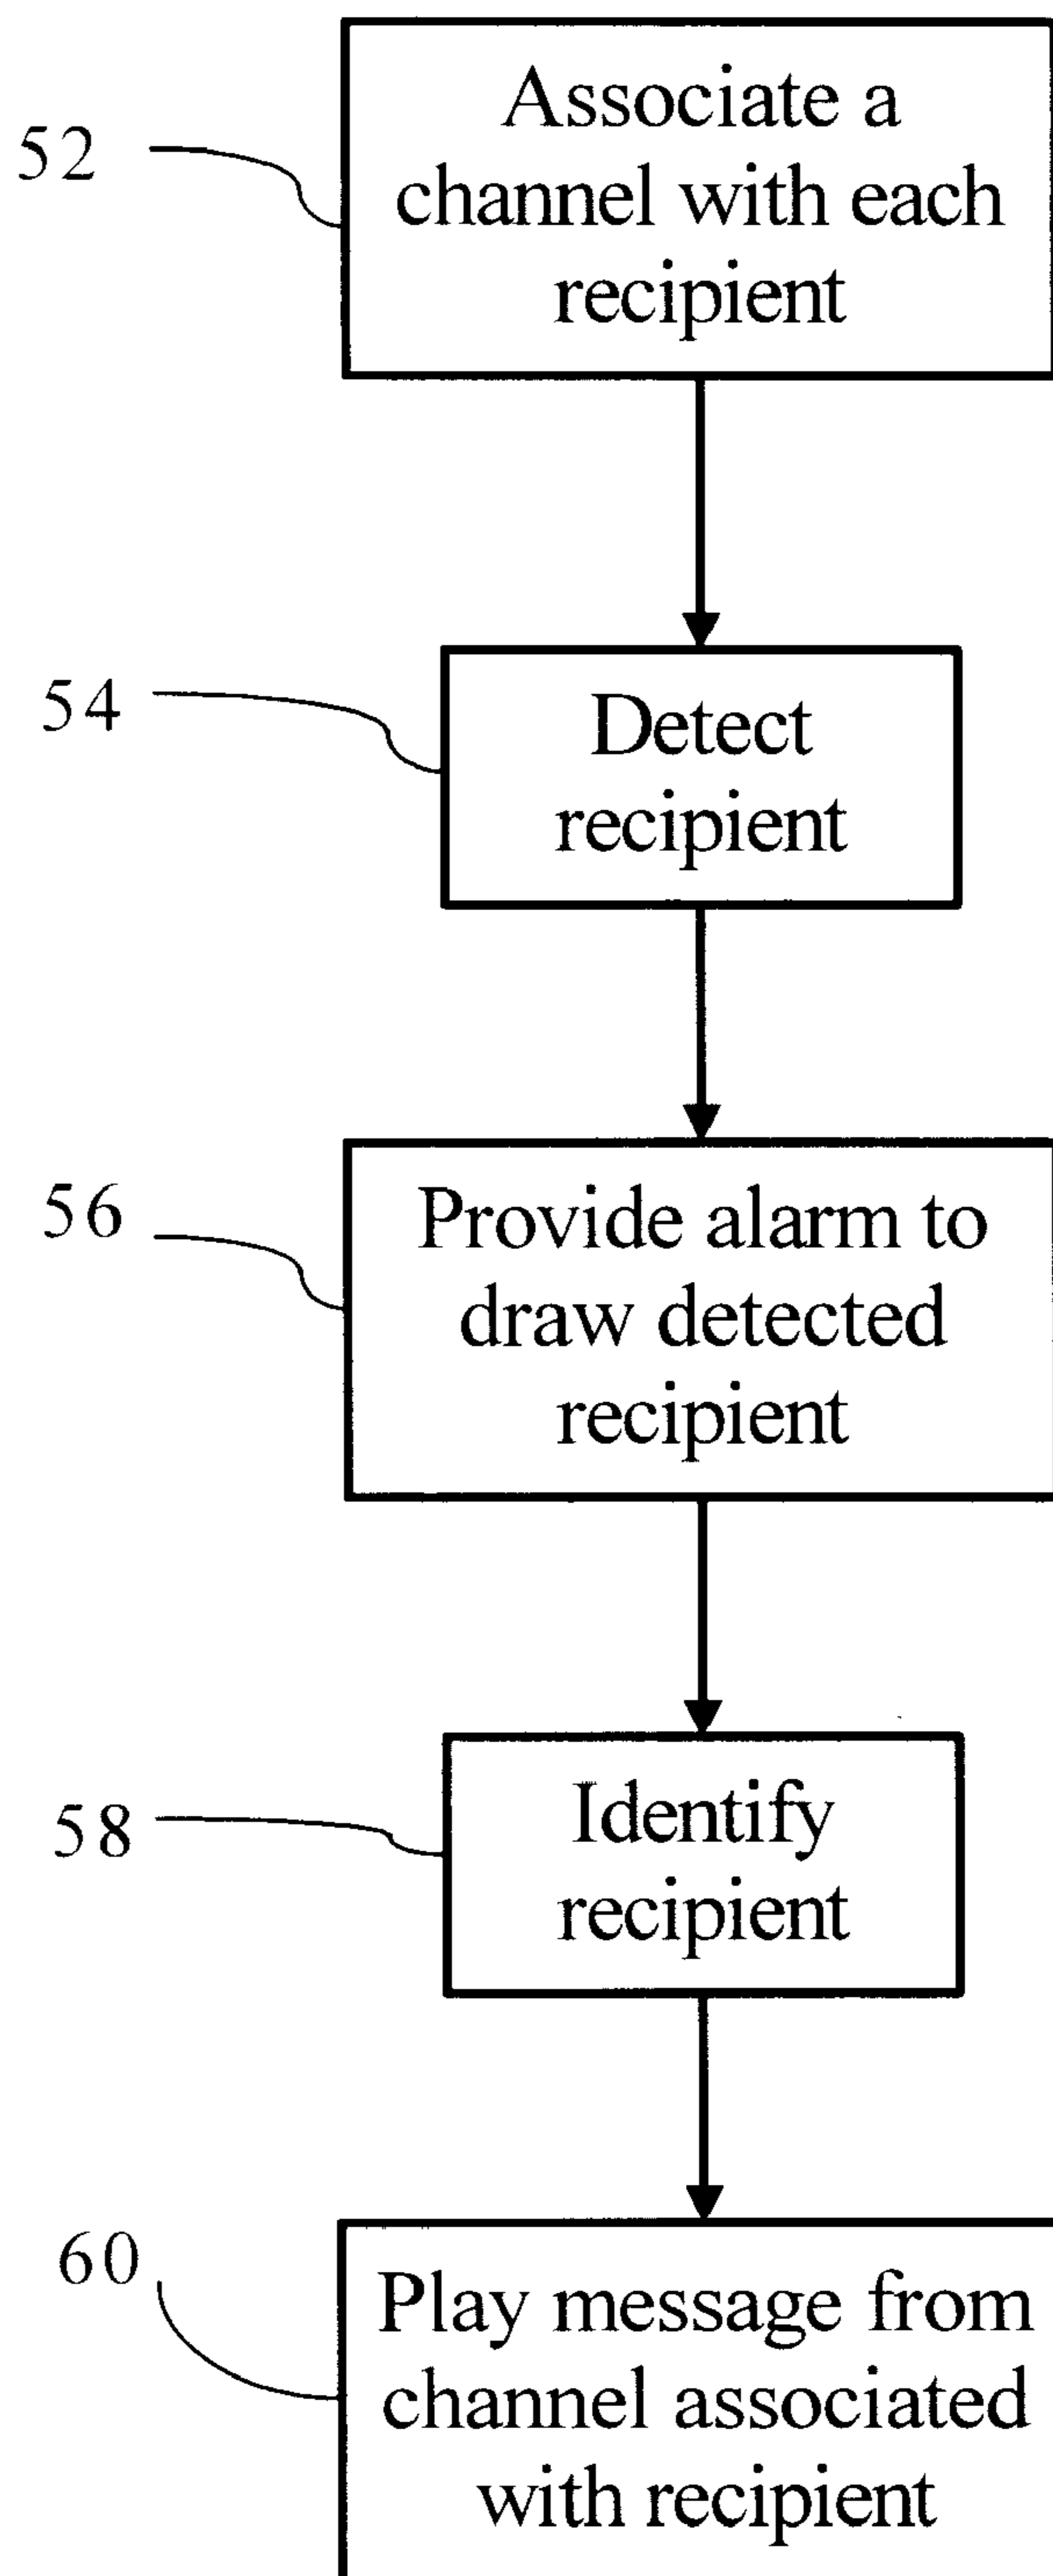 52
Associate a
channel with each
recipient
54
Detect
recipient
56
Provide alarm to
draw detected
recipient
58
Identify
recipient
60
Play message from
channel associated
with recipient